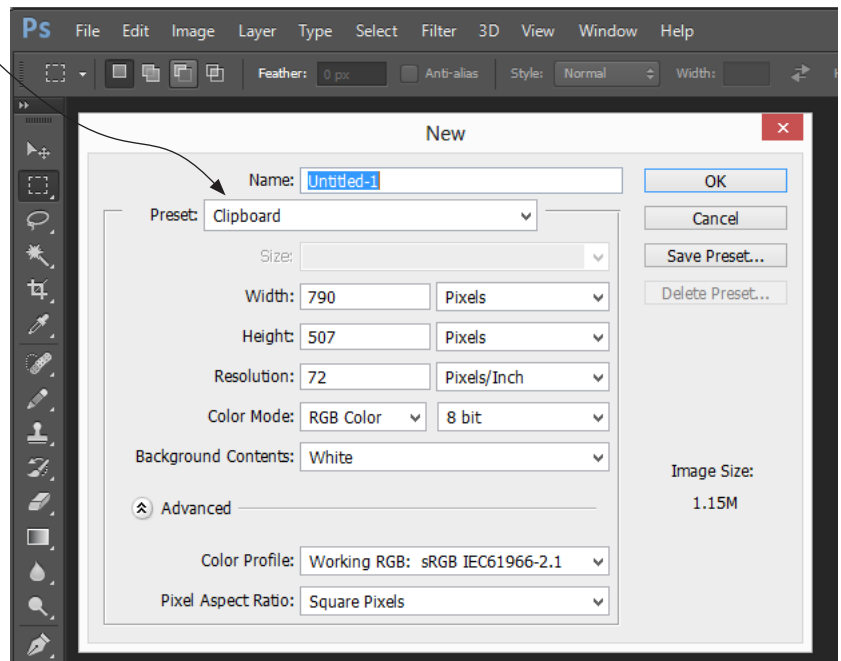 Ps File Edit Image Layer Type Select Filter 3D View Window Help
Feather: 0 px Anti-alias Style: Normal Width:
New
Name: Untitled-1
OK
Preset: Clipboard
Cancel
Size:
Save Preset...
Width: 790 Pixels
Delete Preset...
Height: 507 Pixels
Resolution: 72 Pixels/Inch
Color Mode: RGB Color 8 bit
Background Contents: White
Image Size:
1.15M
Advanced
Color Profile: Working RGB: sRGB IEC61966-2.1
Pixel Aspect Ratio: Square Pixels